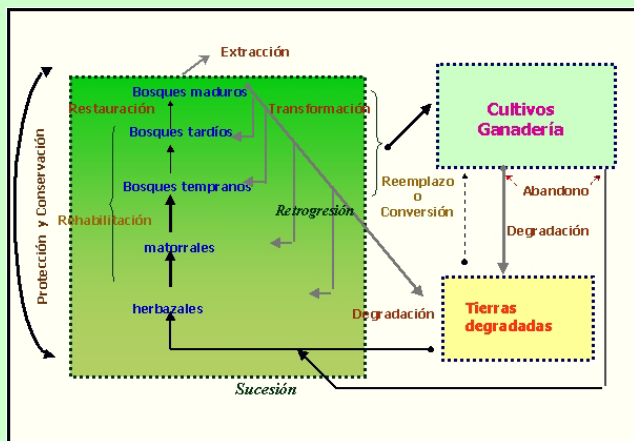 Extracción
Bosques maduros
Restauración
Transformación
Bosques tardíos
Bosques tempranos
Rehabilitación
Retrogresión
matorrales
herbazales
Degradación
Sucesión
Protección y Conservación
Cultivos
Ganadería
Reemplazo
o
Conversión
Abandono
Degradación
Tierras
degradadas